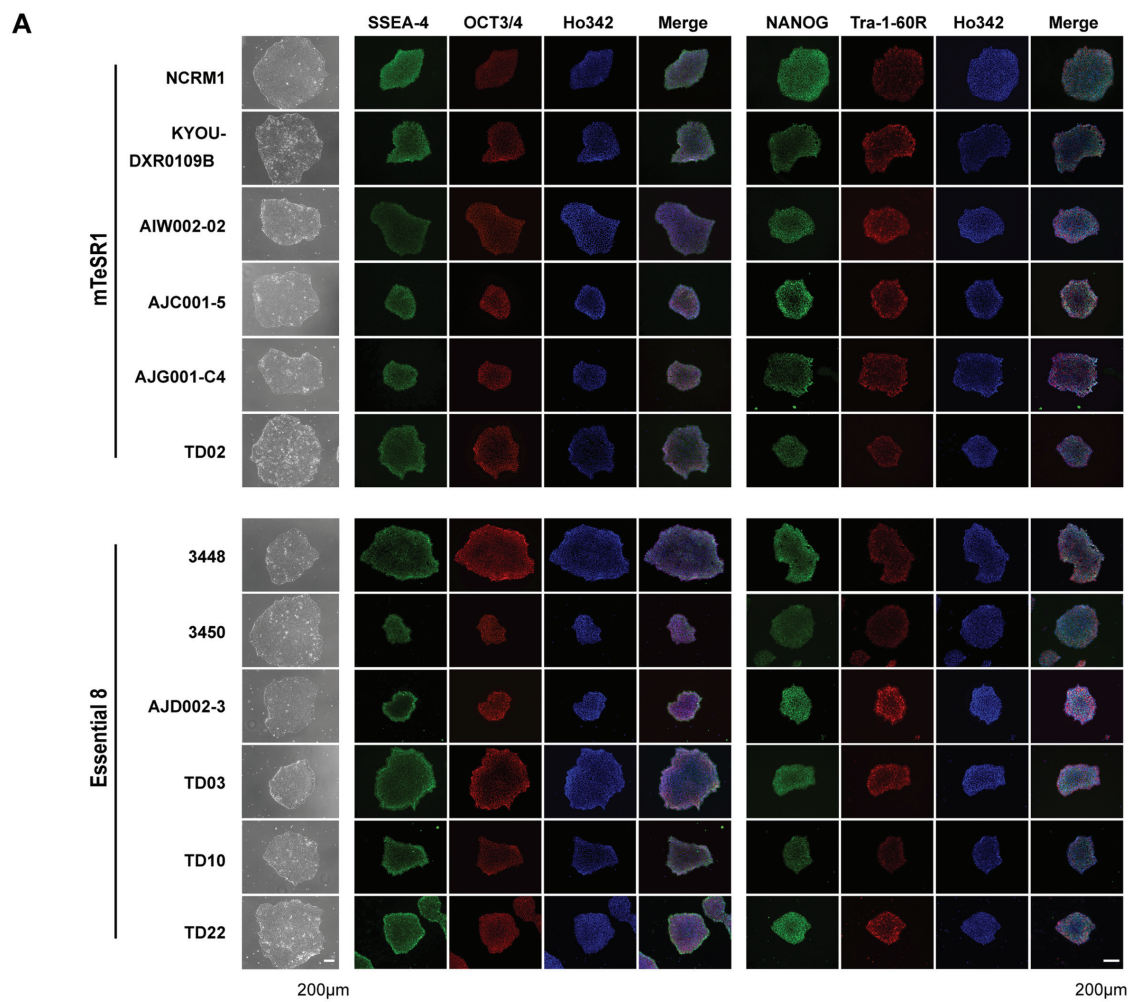 A
SSEA-4 OCT3/4 Ho342 Merge NANOG Tra-1-60R Ho342 Merge
mTeSR1
NCRM1
KYOU-
DXR0109B
AIW002-02
AJC001-5
AJG001-C4
TD02
Essential 8
3448
3450
AJD002-3
TD03
TD10
TD22
200μm 200μm